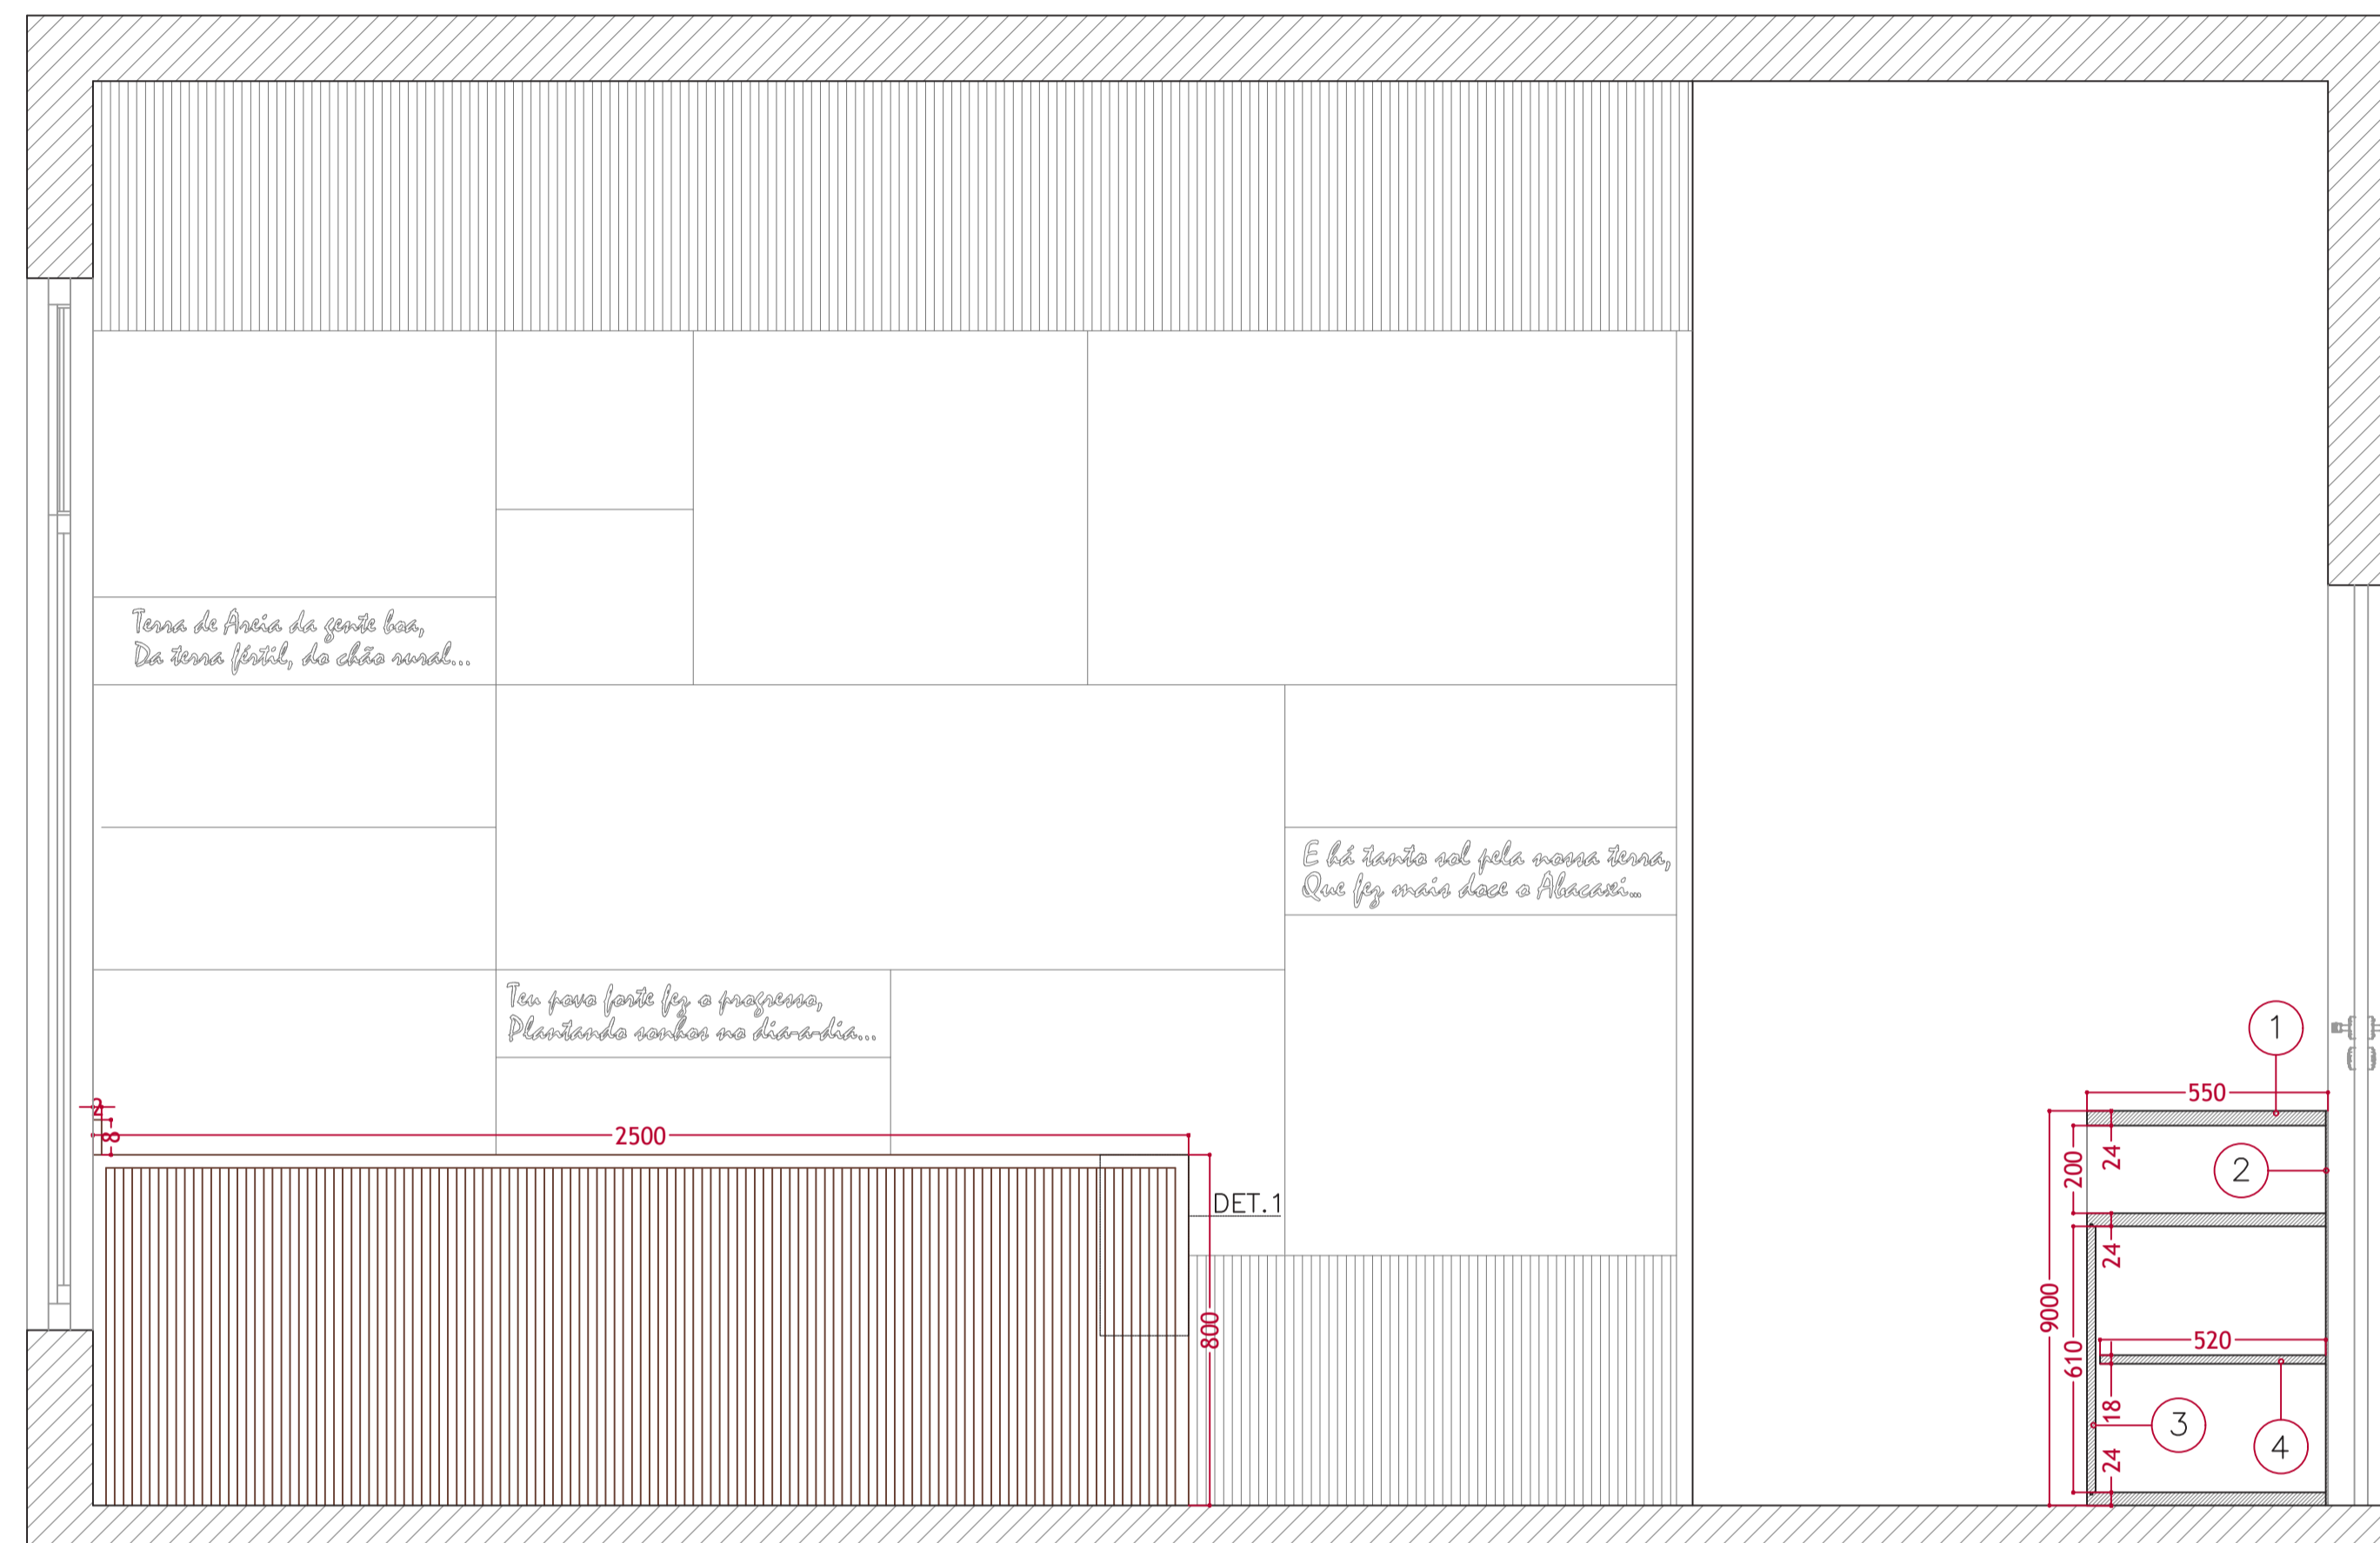 Terra de Areia da gente boa,
Da terra fértil, do chão rural...
E há tanto sol pela nossa terra,
Que fez mais doce o Abacaxi...
Teu povo forte fez o progresso,
Plantando sonhos no dia-a-dia...
1
550
2
8
2500
24
200
2
DET.1
24
9000
800
520
610
18
3
4
24